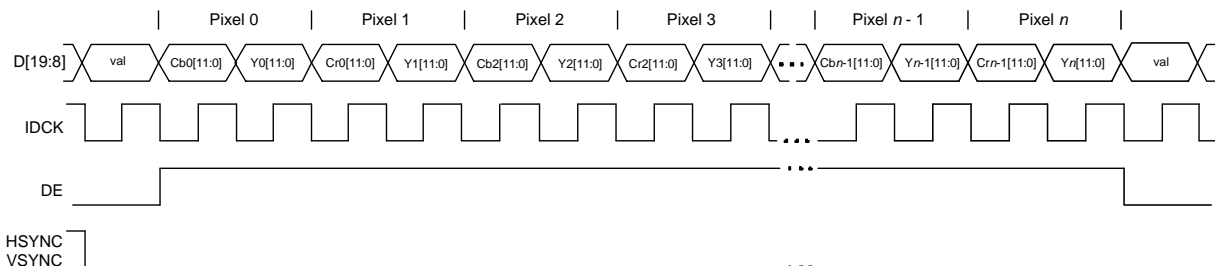 Pixel 0 Pixel 1 Pixel 2 Pixel 3 Pixel n - 1 Pixel n
D[19:8] val Cb0[11:0] Y0[11:0] Cr0[11:0] Y1[11:0] Cb2[11:0] Y2[11:0] Cr2[11:0] Y3[11:0] ... Cbn-1[11:0] Yn-1[11:0] Crn-1[11:0] Yn[11:0] val
IDCK ...
DE ...
HSYNC
VSYNC